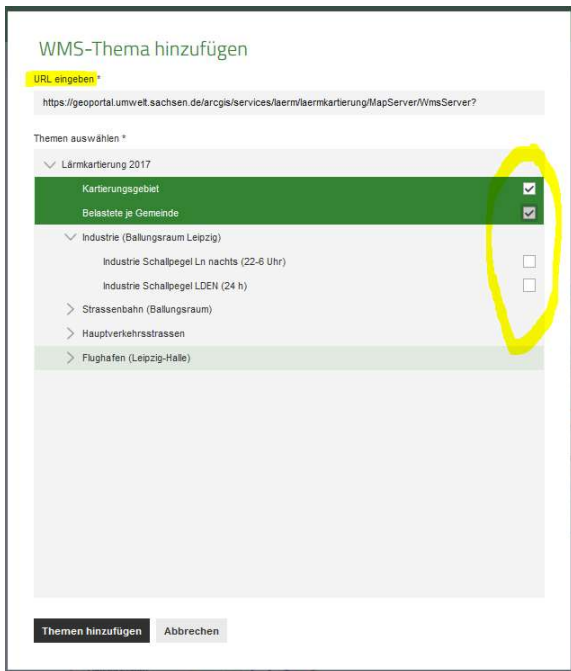 WMS-Thema hinzufügen
URL eingeben *
https://geoportal.umwelt.sachsen.de/arcgis/services/laerm/laermkartierung/MapServer/WmsServer?
Themen auswählen *
Lärmkartierung 2017
Kartierungsgebiet
Belastete je Gemeinde
Industrie (Ballungsraum Leipzig)
Industrie Schallpegel Ln nachts (22-6 Uhr)
Industrie Schallpegel LDEN (24 h)
Strassenbahn (Ballungsraum)
Hauptverkehrsstrassen
Flughafen (Leipzig-Halle)
Themen hinzufügen Abbrechen